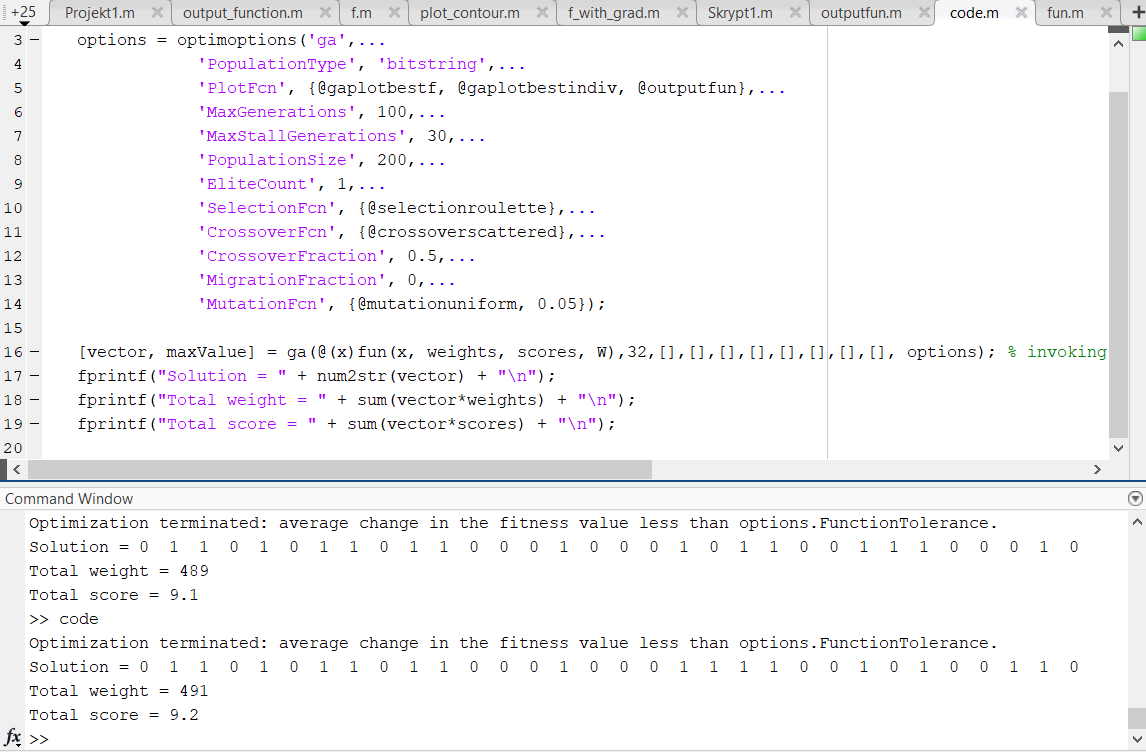 +25 Projekt1.m output_function.m f.m plot_contour.m f_with_grad.m Skrypt1.m outputfun.m code.m fun.m
3 options = optimoptions('ga',...
4 'PopulationType', 'bitstring',...
5 'PlotFcn', {@gaplotbestf, @gaplotbestindiv, @outputfun},...
6 'MaxGenerations', 100,...
7 'MaxStallGenerations', 30,...
8 'PopulationSize', 200,...
9 'EliteCount', 1,...
10 'SelectionFcn', {@selectionroulette},...
11 'CrossoverFcn', {@crossoverscattered},...
12 'CrossoverFraction', 0.5,...
13 'MigrationFraction', 0,...
14 'MutationFcn', {@mutationuniform, 0.05});
15
16 [vector, maxValue] = ga(@(x)fun(x, weights, scores, W),32,[],[],[],[],[],[],[],[], options); % invoking
17 fprintf("Solution = " + num2str(vector) + "\n");
18 fprintf("Total weight = " + sum(vector*weights) + "\n");
19 fprintf("Total score = " + sum(vector*scores) + "\n");
20
Command Window
Optimization terminated: average change in the fitness value less than options.FunctionTolerance.
Solution = 0 1 1 0 1 0 1 1 0 1 1 0 0 0 1 0 0 0 1 0 1 1 0 0 1 1 1 0 0 0 1 0
Total weight = 489
Total score = 9.1
>> code
Optimization terminated: average change in the fitness value less than options.FunctionTolerance.
Solution = 0 1 1 0 1 0 1 1 0 1 1 0 0 0 1 0 0 0 1 1 1 1 0 0 1 0 1 0 0 1 1 0
Total weight = 491
Total score = 9.2
fx >>